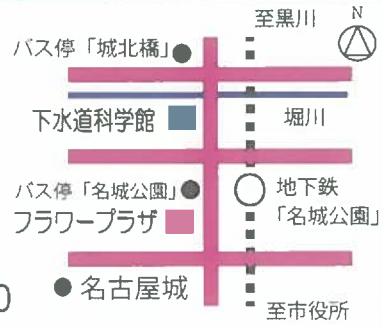 至黒川
N
バス停「城北橋」
下水道科学館
堀川
バス停「名城公園」
地下鉄
「名城公園」
フラワープラザ
名古屋城
至市役所